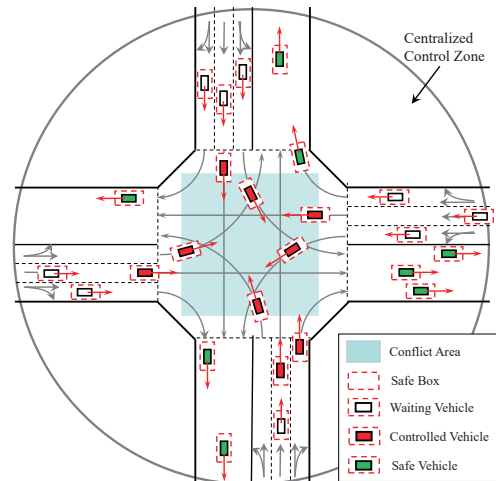 Centralized
Control Zone
Conflict Area
Safe Box
Waiting Vehicle
Controlled Vehicle
Safe Vehicle